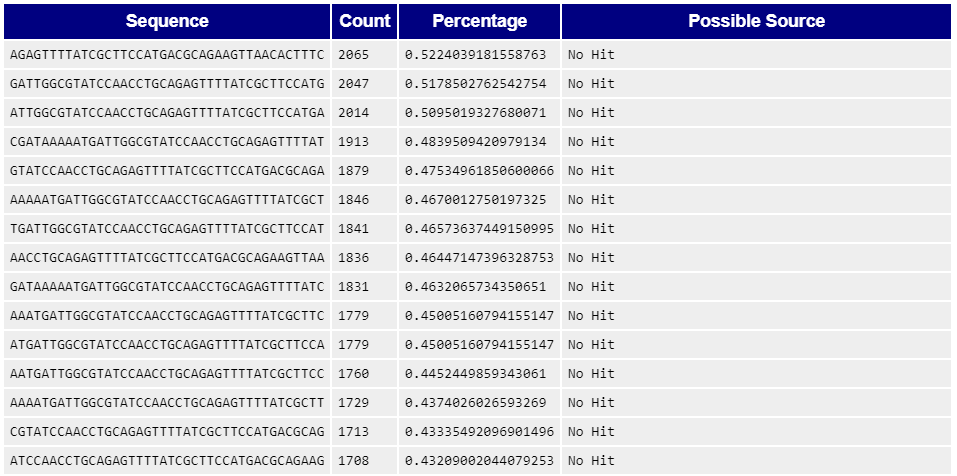 Sequence Count Percentage Possible Source
AGAGTTTTATCGCTTCCATGACGCAGAAGTTAACACTTTC 2065 0.5224039181558763 No Hit
GATTGGCGTATCCAACCTGCAGAGTTTTATCGCTTCCATG 2047 0.5178502762542754 No Hit
ATTGGCGTATCCAACCTGCAGAGTTTTATCGCTTCCATGA 2014 0.5095019327680071 No Hit
CGATAAAAATGATTGGCGTATCCAACCTGCAGAGTTTTAT 1913 0.4839509420979134 No Hit
GTATCCAACCTGCAGAGTTTTATCGCTTCCATGACGCAGA 1879 0.47534961850600066 No Hit
AAAAATGATTGGCGTATCCAACCTGCAGAGTTTTATCGCT 1846 0.4670012750197325 No Hit
TGATTGGCGTATCCAACCTGCAGAGTTTTATCGCTTCCAT 1841 0.46573637449150995 No Hit
AACCTGCAGAGTTTTATCGCTTCCATGACGCAGAAGTTAA 1836 0.46447147396328753 No Hit
GATAAAAATGATTGGCGTATCCAACCTGCAGAGTTTTATC 1831 0.4632065734350651 No Hit
AAATGATTGGCGTATCCAACCTGCAGAGTTTTATCGCTTC 1779 0.45005160794155147 No Hit
ATGATTGGCGTATCCAACCTGCAGAGTTTTATCGCTTCCA 1779 0.45005160794155147 No Hit
AATGATTGGCGTATCCAACCTGCAGAGTTTTATCGCTTCC 1760 0.4452449859343061 No Hit
AAAATGATTGGCGTATCCAACCTGCAGAGTTTTATCGCTT 1729 0.4374026026593269 No Hit
CGTATCCAACCTGCAGAGTTTTATCGCTTCCATGACGCAG 1713 0.43335492096901496 No Hit
ATCCAACCTGCAGAGTTTTATCGCTTCCATGACGCAGAAG 1708 0.43209002044079253 No Hit